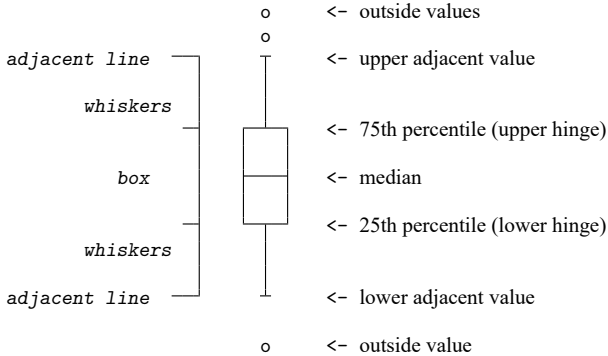 o <- outside values
o
adjacent line <- upper adjacent value
whiskers
<- 75th percentile (upper hinge)
box <- median
<- 25th percentile (lower hinge)
whiskers
adjacent line <- lower adjacent value
o <- outside value